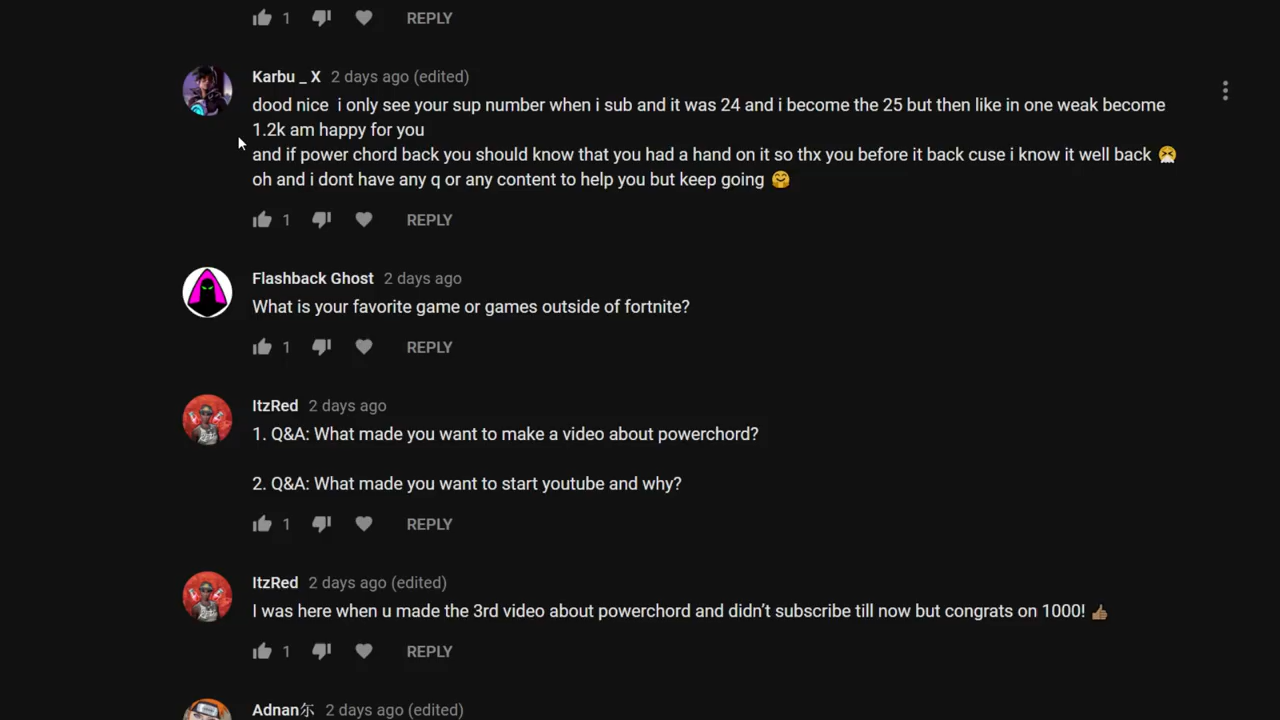 1 REPLY
Karbu _ X 2 days ago (edited)
dood nice i only see your sup number when i sub and it was 24 and i become the 25 but then like in one weak become
1.2k am happy for you
and if power chord back you should know that you had a hand on it so thx you before it back cuse i know it well back 😤
oh and i dont have any q or any content to help you but keep going 🤗
1 REPLY
Flashback Ghost 2 days ago
What is your favorite game or games outside of fortnite?
1 REPLY
ItzRed 2 days ago
1. Q&A: What made you want to make a video about powerchord?
2. Q&A: What made you want to start youtube and why?
1 REPLY
ItzRed 2 days ago (edited)
I was here when u made the 3rd video about powerchord and didn’t subscribe till now but congrats on 1000! 👍🏽
1 REPLY
Adnan尔 2 days ago (edited)